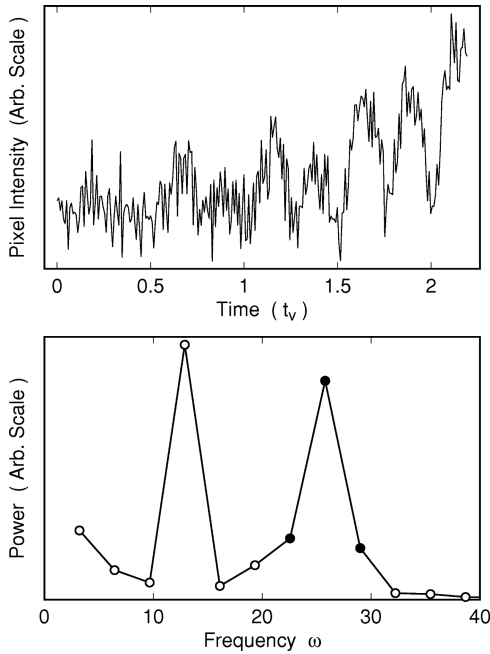 Pixel Intensity (Arb. Scale)
0 0.5 1 1.5 2
Time ( tᵥ )
Power ( Arb. Scale )
0 10 20 30 40
Frequency ω